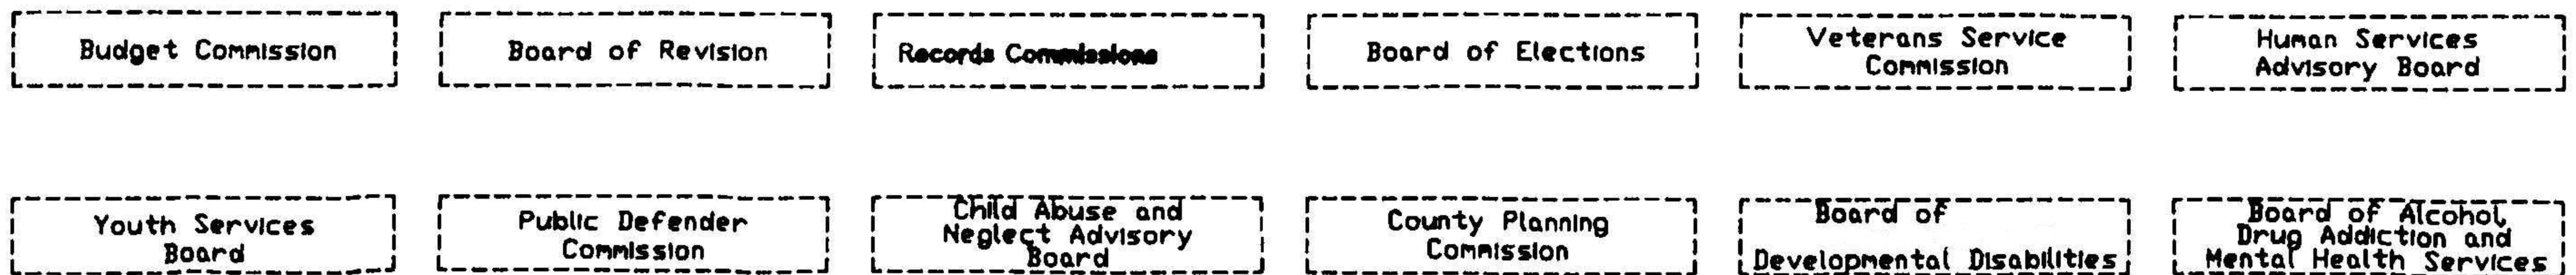 Budget Commission
Board of Revision
Records Commissions
Board of Elections
Veterans Service
Commission
Human Services
Advisory Board
Youth Services
Board
Public Defender
Commission
Child Abuse and
Neglect Advisory
Board
County Planning
Commission
Board of
Developmental Disabilities
Board of Alcohol,
Drug Addiction and
Mental Health Services